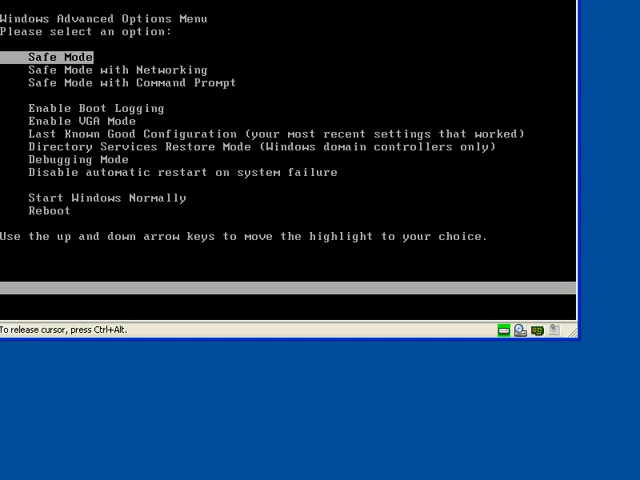 Windows Advanced Options Menu
Please select an option:
Safe Mode
Safe Mode with Networking
Safe Mode with Command Prompt
Enable Boot Logging
Enable VGA Mode
Last Known Good Configuration (your most recent settings that worked)
Directory Services Restore Mode (Windows domain controllers only)
Debugging Mode
Disable automatic restart on system failure
Start Windows Normally
Reboot
Use the up and down arrow keys to move the highlight to your choice.
To release cursor, press Ctrl+Alt.